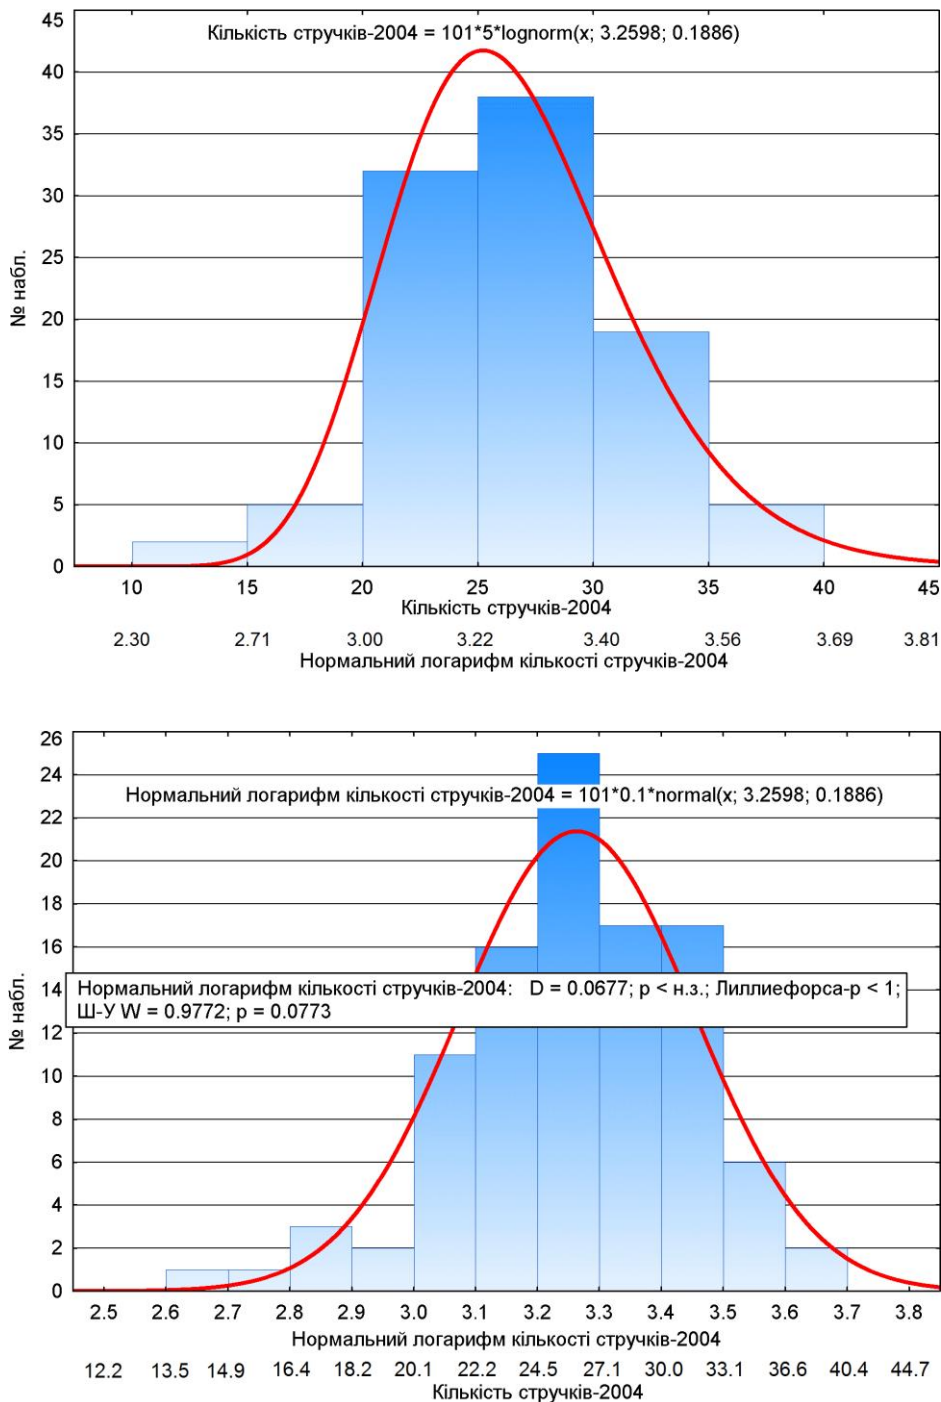 45
Кількість стручків-2004 = 101*5*lognorm(x; 3.2598; 0.1886)
40
35
30
25
20
15
10
5
0
№ набл.
10 15 20 25 30 35 40 45
Кількість стручків-2004
2.30 2.71 3.00 3.22 3.40 3.56 3.69 3.81
Нормальний логарифм кількості стручків-2004
26
24
Нормальний логарифм кількості стручків-2004 = 101*0.1*normal(x; 3.2598; 0.1886)
22
20
18
16
14
Нормальний логарифм кількості стручків-2004: D = 0.0677; p < н.з.; Лиллиефорса-p < 1;
Ш-У W = 0.9772; p = 0.0773
12
10
8
6
4
2
0
№ набл.
2.5 2.6 2.7 2.8 2.9 3.0 3.1 3.2 3.3 3.4 3.5 3.6 3.7 3.8
Нормальний логарифм кількості стручків-2004
12.2 13.5 14.9 16.4 18.2 20.1 22.2 24.5 27.1 30.0 33.1 36.6 40.4 44.7
Кількість стручків-2004